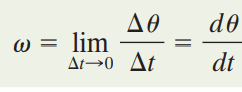 ω = lim Δt→0 Δθ/Δt = dθ/dt